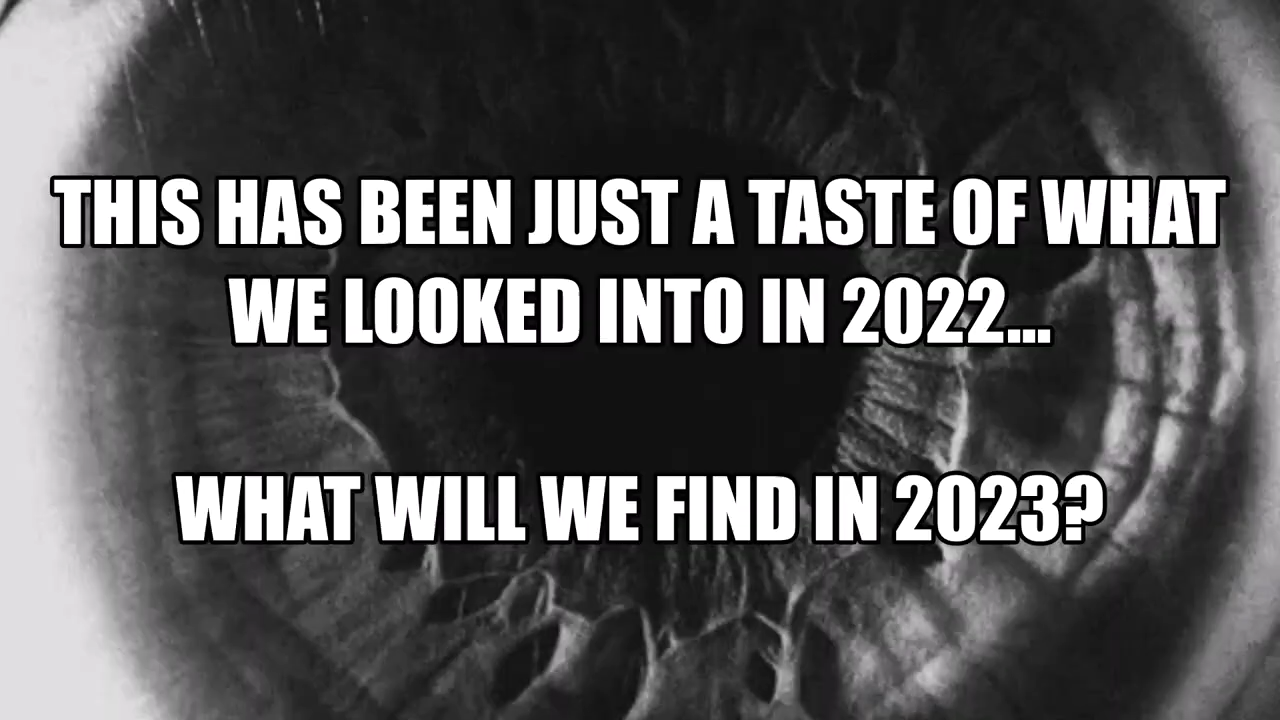 THIS HAS BEEN JUST A TASTE OF WHAT
WE LOOKED INTO IN 2022...
WHAT WILL WE FIND IN 2023?